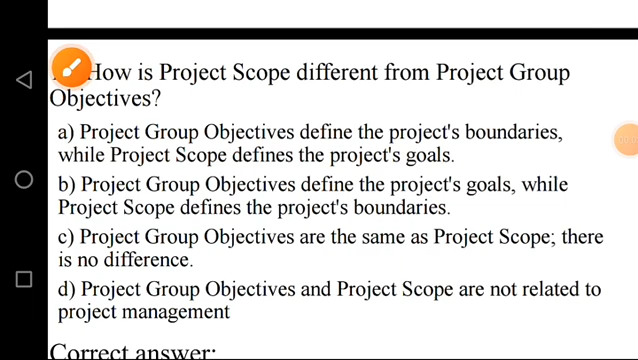 How is Project Scope different from Project Group
Objectives?
a) Project Group Objectives define the project's boundaries,
while Project Scope defines the project's goals.
b) Project Group Objectives define the project's goals, while
Project Scope defines the project's boundaries.
c) Project Group Objectives are the same as Project Scope; there
is no difference.
d) Project Group Objectives and Project Scope are not related to
project management
Correct answer: